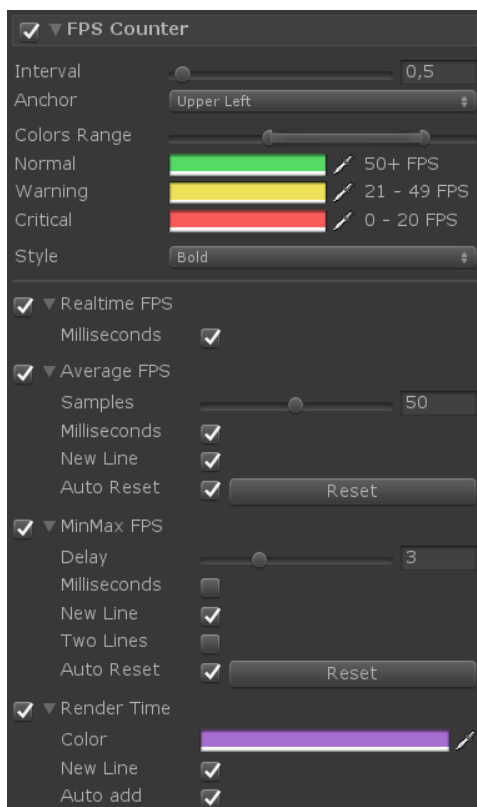 FPS Counter
Interval 0,5
Anchor Upper Left
Colors Range
Normal 50+ FPS
Warning 21 - 49 FPS
Critical 0 - 20 FPS
Style Bold
Realtime FPS
Milliseconds
Average FPS
Samples 50
Milliseconds
New Line
Auto Reset Reset
MinMax FPS
Delay 3
Milliseconds
New Line
Two Lines
Auto Reset Reset
Render Time
Color
New Line
Auto add